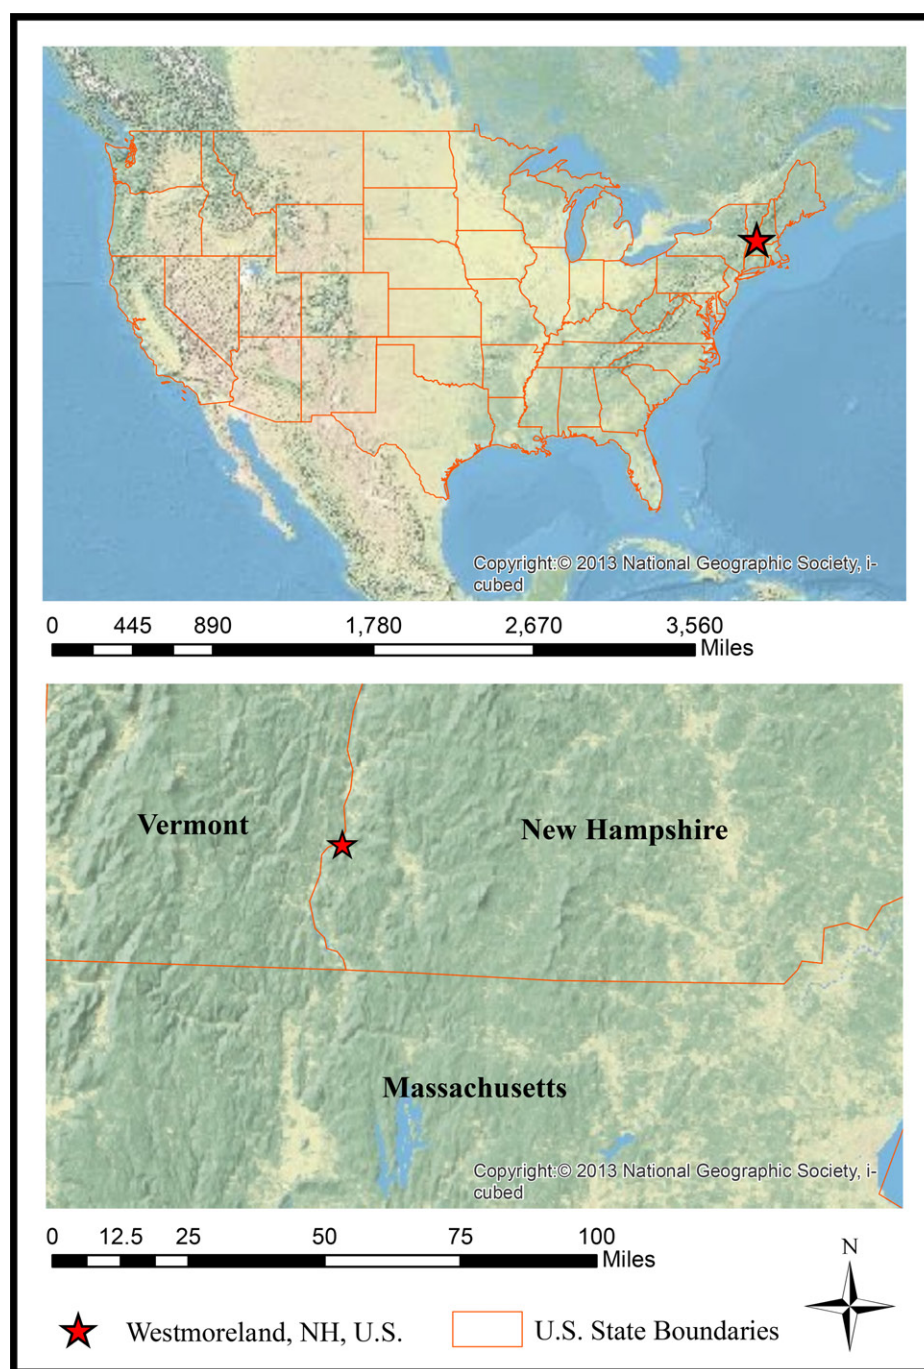 Copyright:© 2013 National Geographic Society, i-
cubed
0 445 890 1,780 2,670 3,560
Miles
Vermont
New Hampshire
Massachusetts
Copyright:© 2013 National Geographic Society, i-
cubed
0 12.5 25 50 75 100
Miles
N
Westmoreland, NH, U.S. U.S. State Boundaries